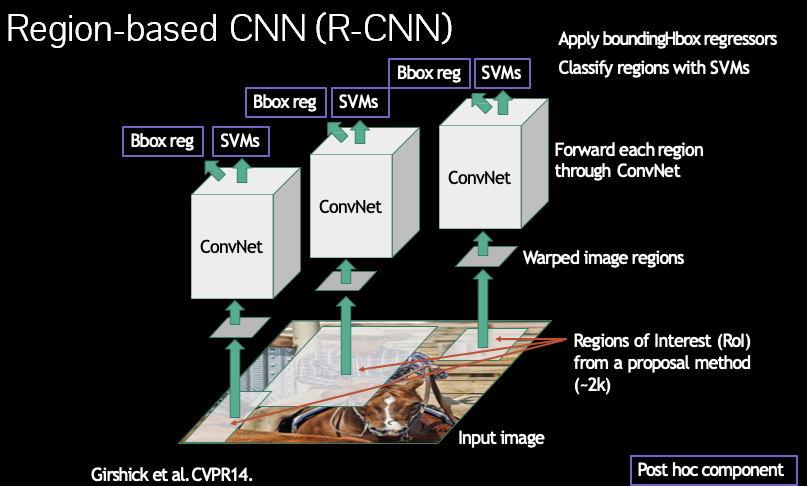 Region-based CNN (R-CNN)
Apply boundingHbox regressors
Classify regions with SVMs
Bbox reg
SVMs
Bbox reg
SVMs
Bbox reg
SVMs
ConvNet
ConvNet
ConvNet
Forward each region
through ConvNet
Warped image regions
Regions of Interest (RoI)
from a proposal method
(~2k)
Input image
Girshick et al. CVPR14.
Post hoc component